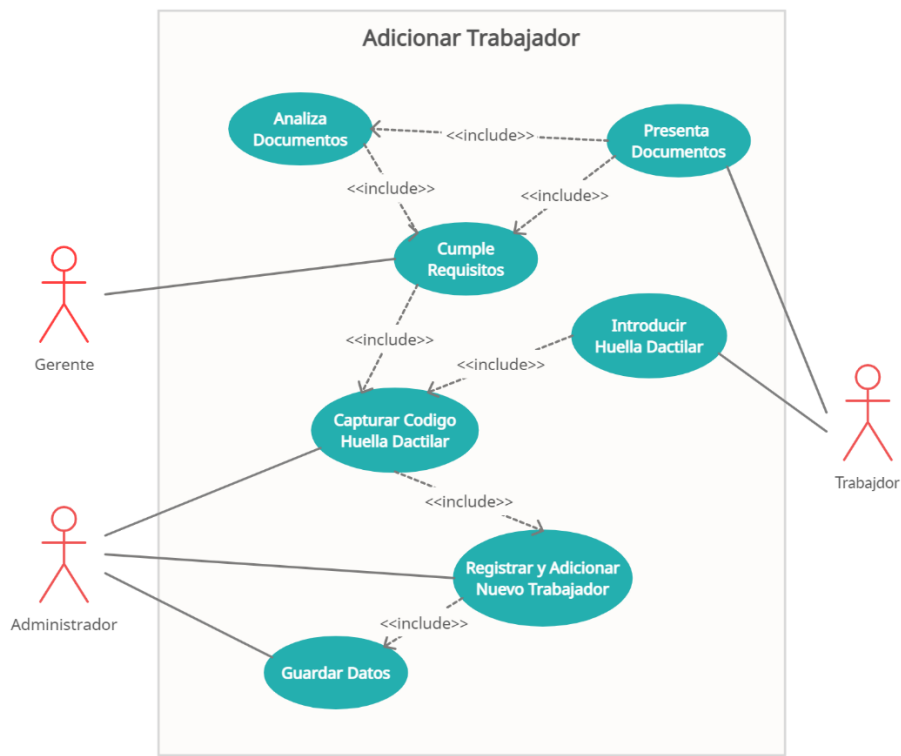 Adicionar Trabajador
Analiza
Documentos
<<include>>
Presenta
Documentos
<<include>>
<<include>>
Cumple
Requisitos
Gerente
<<include>>
Introducir
Huella Dactilar
<<include>>
Capturar Codigo
Huella Dactilar
Trabajdor
<<include>>
Registrar y Adicionar
Nuevo Trabajador
Administrador
<<include>>
Guardar Datos